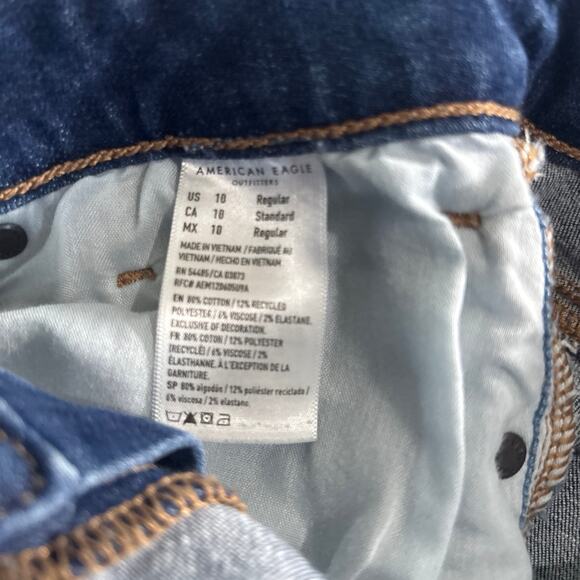 AMERICAN EAGLE
OUTFITTERS
US 10 Regular
CA 10 Standard
MX 10 Regular
MADE IN VIETNAM / FABRIQUÉ AU
VIETNAM / HECHO EN VIETNAM
RN 54485/CA 03873
RFC# AEM120605U9A
EN 80% COTTON / 12% RECYCLED
POLYESTER / 6% VISCOSE / 2% ELASTANE.
EXCLUSIVE OF DECORATION.
FR 80% COTON / 12% POLYESTER
(RECYCLÉ) / 6% VISCOSE / 2%
ÉLASTHANNE. À L'EXCEPTION DE LA
GARNITURE.
SP 80% algodón / 12% poliéster reciclado /
6% viscosa / 2% elastano.